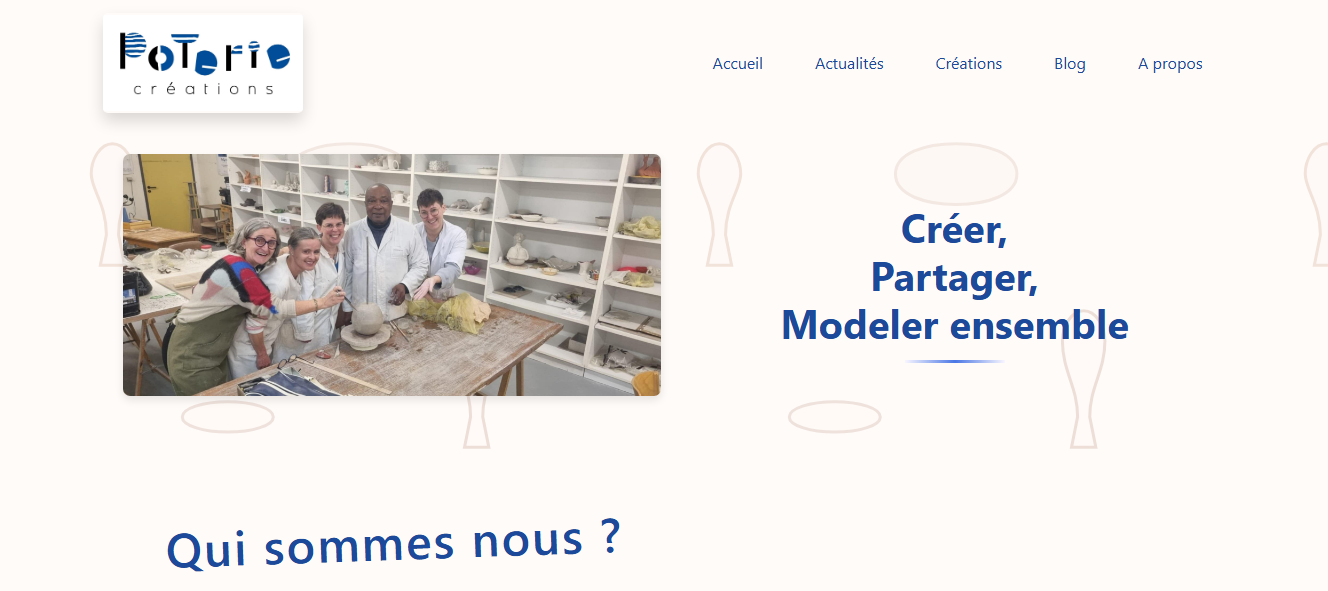 Poterie
créations
Accueil
Actualités
Créations
Blog
A propos
Créer,
Partager,
Modeler ensemble
Qui sommes nous ?